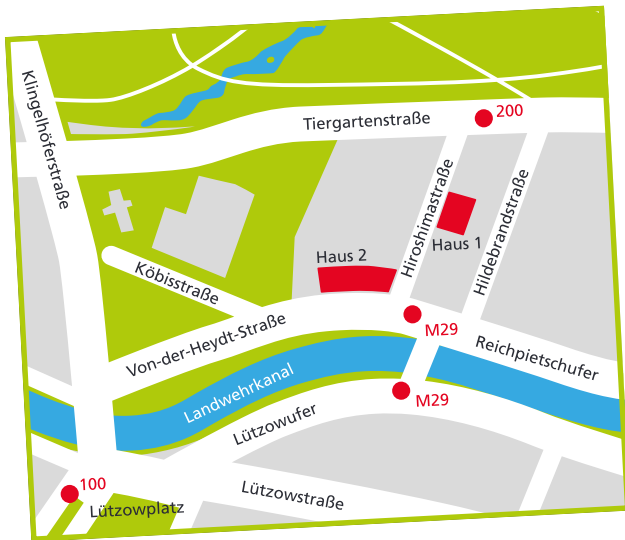 Klingelhöferstraße
Tiergartenstraße
200
Hiroshimastraße
Hildebrandstraße
Haus 1
Haus 2
Köbisstraße
Von-der-Heydt-Straße
M29
Reichpietschufer
Landwehrkanal
M29
Lützowufer
100
Lützowplatz
Lützowstraße